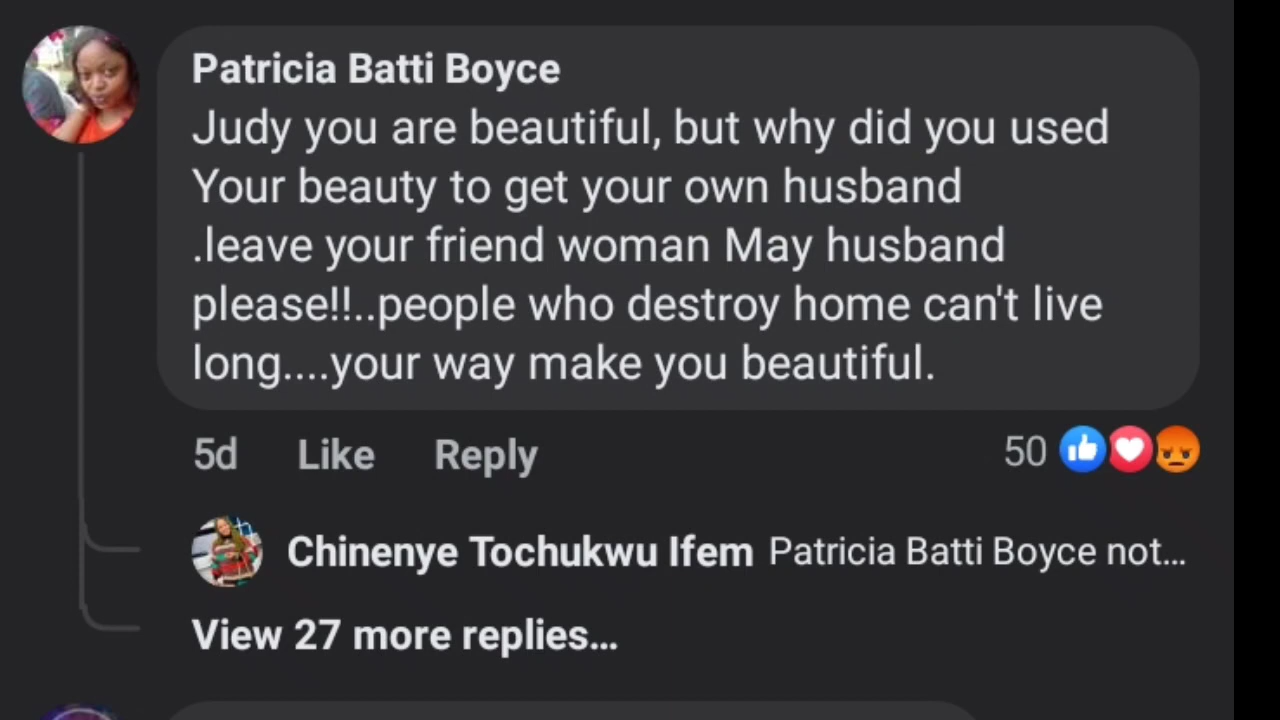 Patricia Batti Boyce
Judy you are beautiful, but why did you used
Your beauty to get your own husband
.leave your friend woman May husband
please!!..people who destroy home can't live
long....your way make you beautiful.
5d Like Reply 50
Chinenye Tochukwu Ifem Patricia Batti Boyce not...
View 27 more replies...